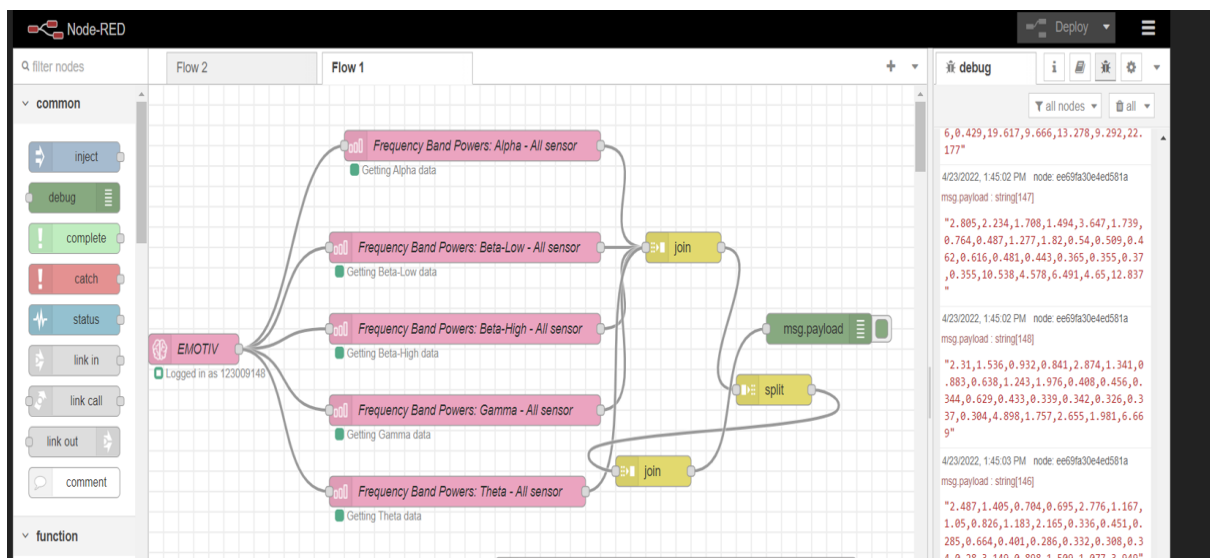 Node-RED
Deploy
filter nodes
Flow 2
Flow 1
debug
i
common
all nodes
all
inject
debug
complete
catch
status
link in
link call
link out
comment
function
EMOTIV
Logged in as 123009148
Frequency Band Powers: Alpha - All sensor
Getting Alpha data
Frequency Band Powers: Beta-Low - All sensor
Getting Beta-Low data
Frequency Band Powers: Beta-High - All sensor
Getting Beta-High data
Frequency Band Powers: Gamma - All sensor
Getting Gamma data
Frequency Band Powers: Theta - All sensor
Getting Theta data
join
msg.payload
split
join
6,0.429,19.617,9.666,13.278,9.292,22.
177"
4/23/2022, 1:45:02 PM node: ee69fa30e4ed581a
msg.payload : string[147]
"2.805,2.234,1.708,1.494,3.647,1.739,
0.764,0.487,1.277,1.82,0.54,0.509,0.4
62,0.616,0.481,0.443,0.365,0.355,0.37
,0.355,10.538,4.578,6.491,4.65,12.837
"
4/23/2022, 1:45:02 PM node: ee69fa30e4ed581a
msg.payload : string[148]
"2.31,1.536,0.932,0.841,2.874,1.341,0
.883,0.638,1.243,1.976,0.408,0.456,0.
344,0.629,0.433,0.339,0.342,0.326,0.3
37,0.304,4.898,1.757,2.655,1.981,6.66
9"
4/23/2022, 1:45:03 PM node: ee69fa30e4ed581a
msg.payload : string[146]
"2.487,1.405,0.704,0.695,2.776,1.167,
1.05,0.826,1.183,2.165,0.336,0.451,0.
285,0.664,0.401,0.286,0.332,0.308,0.3
4,0.28,3.149,0.898,1.509,1.077,3.949"